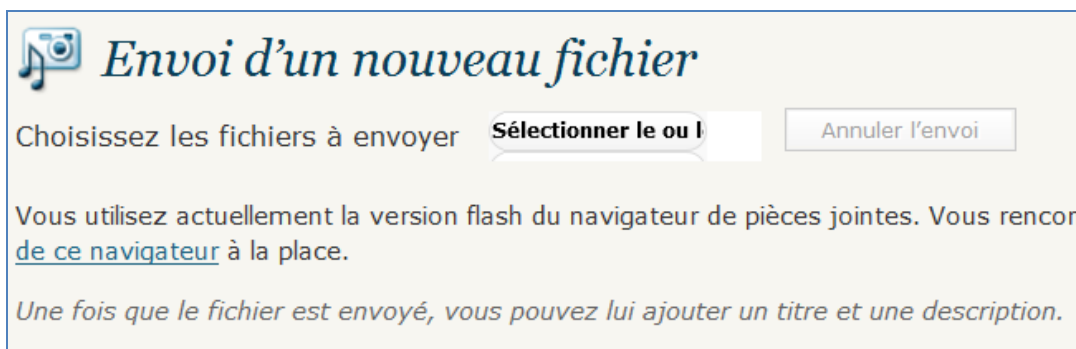 Envoi d’un nouveau fichier
Choisissez les fichiers à envoyer Sélectionner le ou Annuler l’envoi
Vous utilisez actuellement la version flash du navigateur de pièces jointes. Vous
de ce navigateur à la place.
Une fois que le fichier est envoyé, vous pouvez lui ajouter un titre et une description.